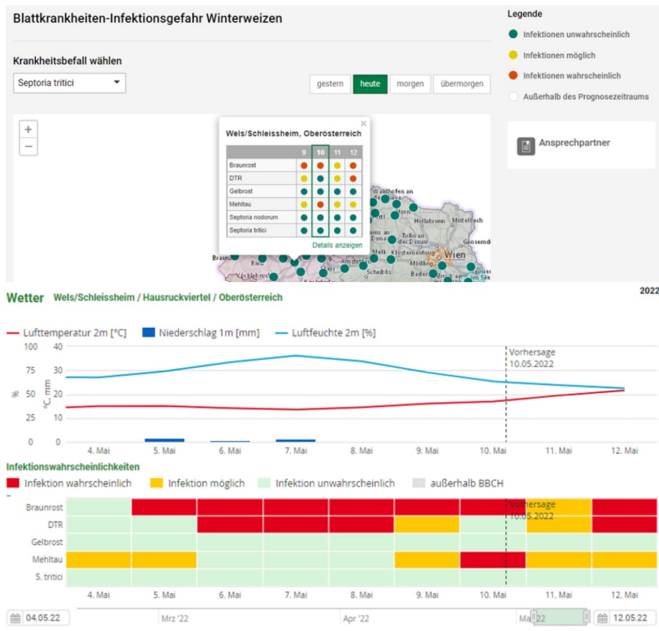 Blattkrankheiten-Infektionsgefahr Winterweizen
Krankheitsbefall wählen
Septoria tritici
gestern heute morgen übermorgen
Legende
Infektionen unwahrscheinlich
Infektionen möglich
Infektionen wahrscheinlich
Außerhalb des Prognosezeitraums
Ansprechpartner
+
−
×
Wels/Schleissheim, Oberösterreich
9 10 11 12
Braunrost
DTR
Gelbrost
Mehltau
Septoria nodorum
Septoria tritici
Details anzeigen
Hollabrunn
Wien
Scheibbs
Wetter Wels/Schleissheim / Hausruckviertel / Oberösterreich
2022
Lufttemperatur 2m [°C] Niederschlag 1m [mm] Luftfeuchte 2m [%]
100 40
75 30
50 20
25 10
0 0
%
°C, mm
Vorhersage
10.05.2022
4. Mai 5. Mai 6. Mai 7. Mai 8. Mai 9. Mai 10. Mai 11. Mai 12. Mai
Infektionswahrscheinlichkeiten
Infektion wahrscheinlich Infektion möglich Infektion unwahrscheinlich außerhalb BBCH
Vorhersage
10.05.2022
Braunrost
DTR
Gelbrost
Mehltau
S. tritici
4. Mai 5. Mai 6. Mai 7. Mai 8. Mai 9. Mai 10. Mai 11. Mai 12. Mai
04.05.22 Mrz '22 Apr '22 12.05.22